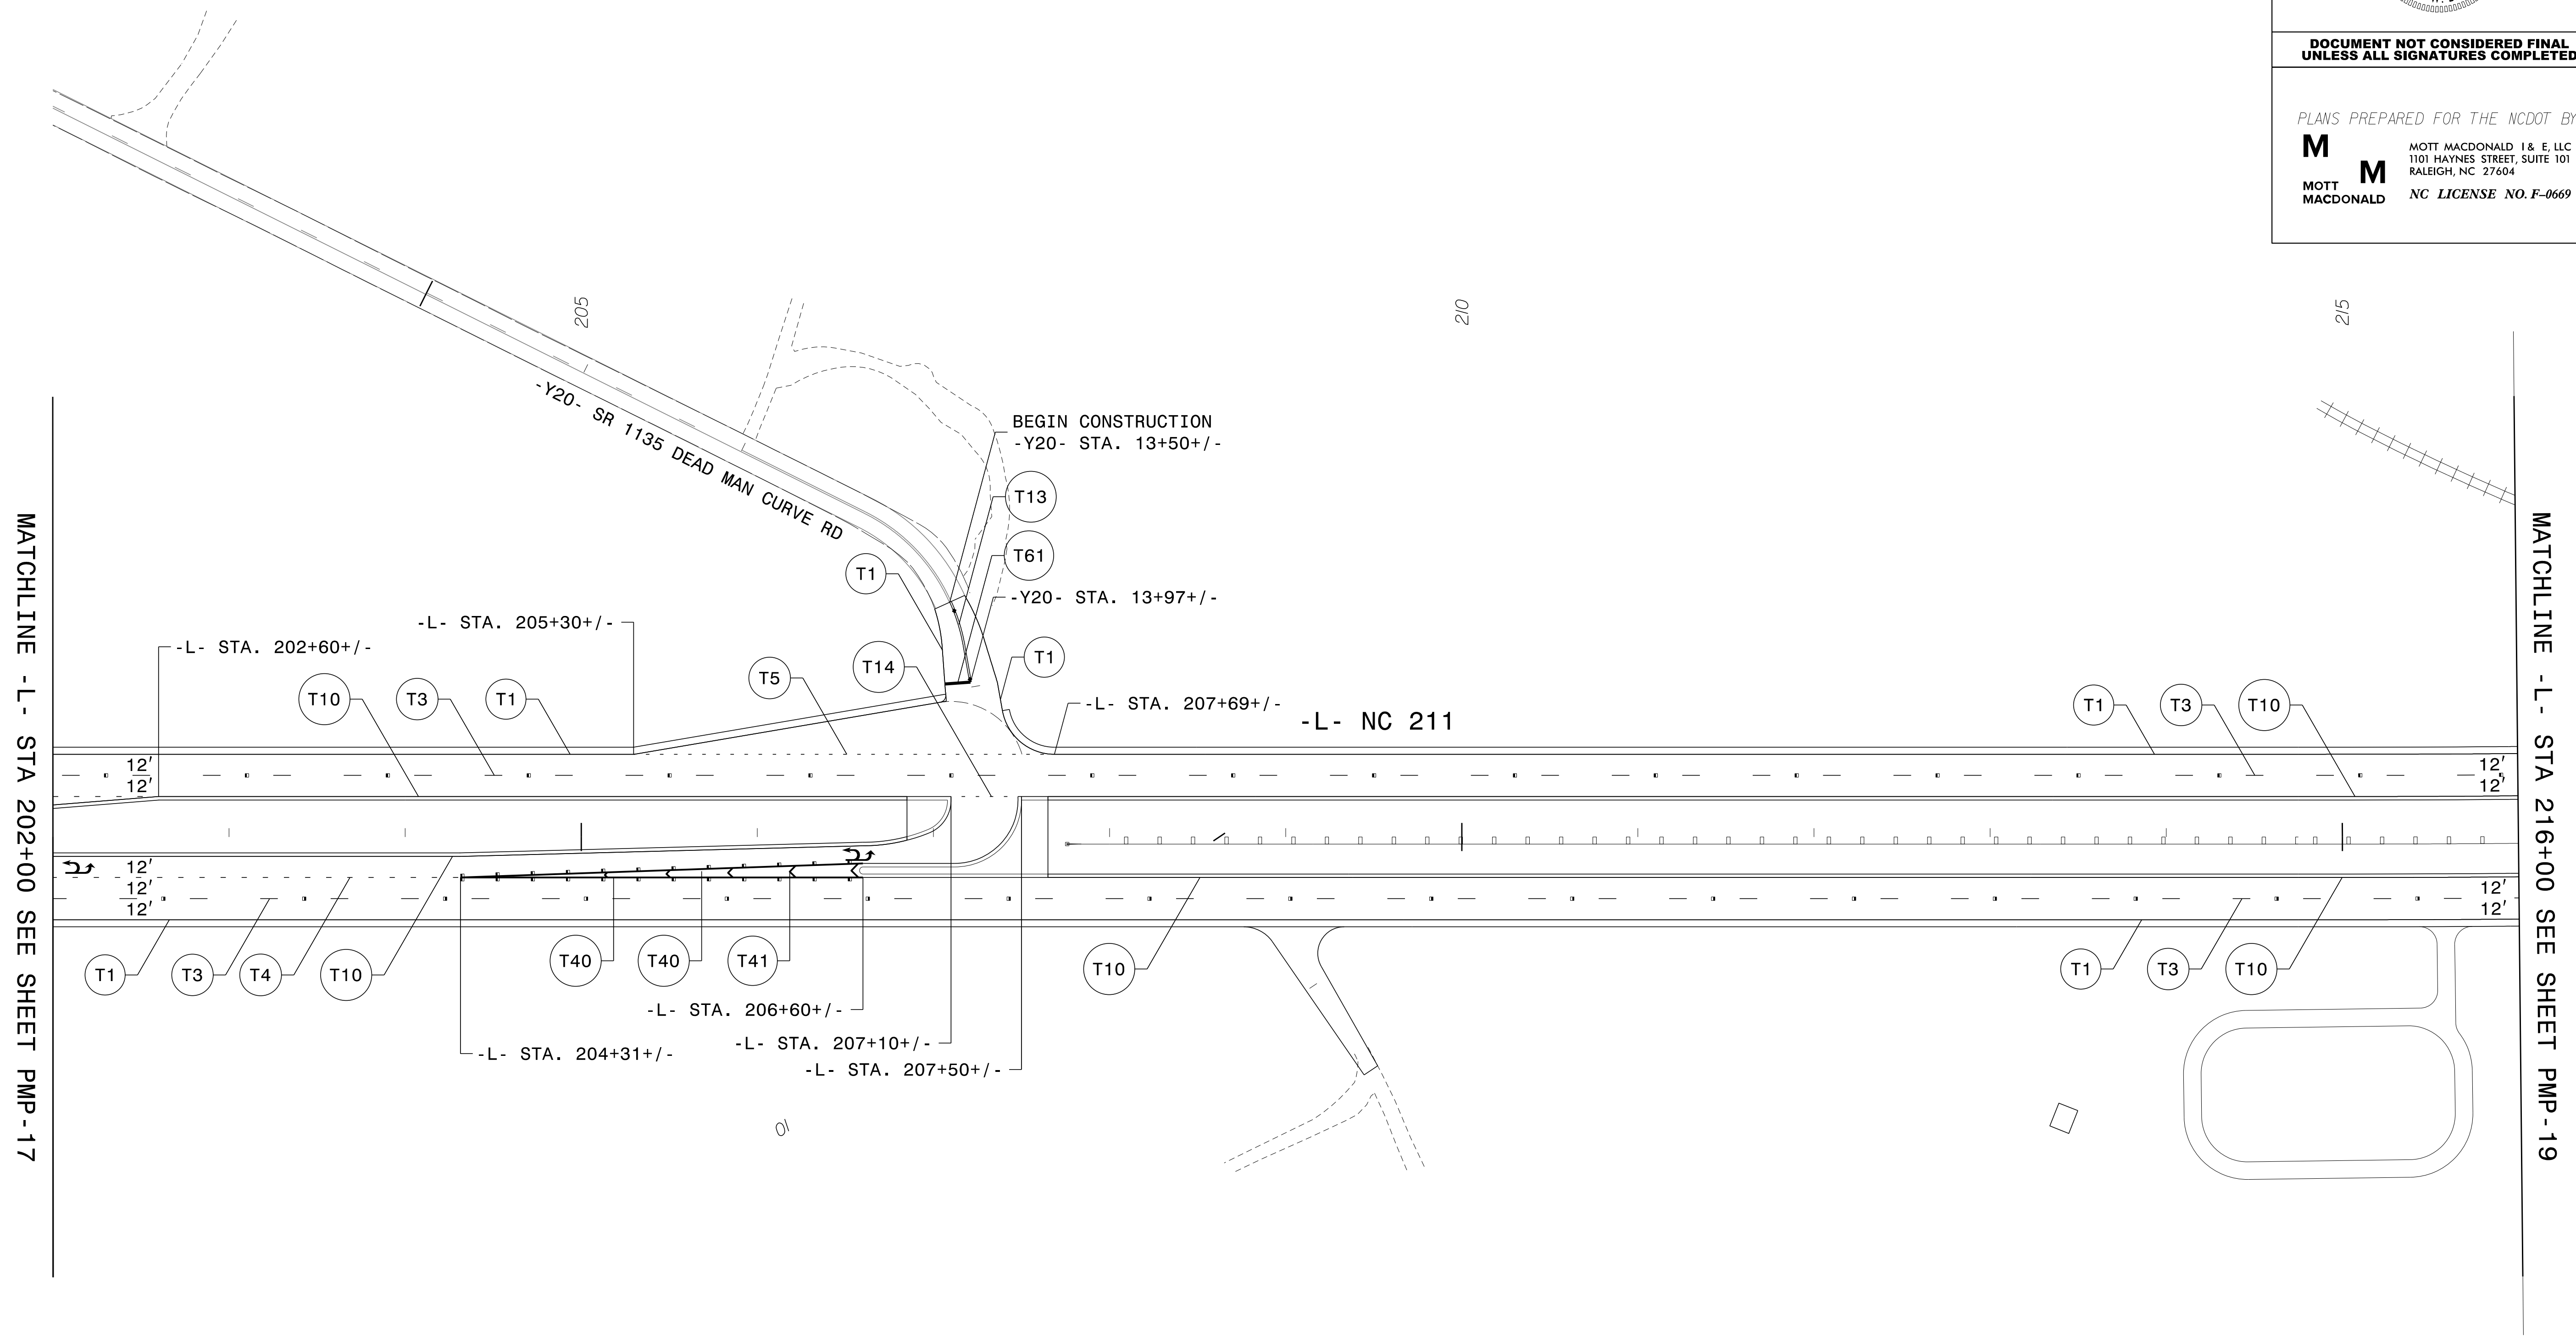 DOCUMENT NOT CONSIDERED FINAL
UNLESS ALL SIGNATURES COMPLETED
PLANS PREPARED FOR THE NCDOT BY
M
M
MOTT
MACDONALD
MOTT MACDONALD I & E, LLC
1101 HAYNES STREET, SUITE 101
RALEIGH, NC 27604
NC LICENSE NO. F-0669
205
210
215
-Y20- SR 1135 DEAD MAN CURVE RD
BEGIN CONSTRUCTION
-Y20- STA. 13+50+/-
T13
T61
T1
-Y20- STA. 13+97+/-
-L- STA. 205+30+/-
-L- STA. 202+60+/-
T10
T3
T1
T5
T14
T1
-L- STA. 207+69+/-
-L- NC 211
T1
T3
T10
12'
12'
12'
12'
12'
12'
12'
12'
12'
T1
T3
T4
T10
T40
T40
T41
T10
T1
T3
T10
-L- STA. 206+60+/-
-L- STA. 207+10+/-
-L- STA. 204+31+/-
-L- STA. 207+50+/-
10
MATCHLINE -L- STA 202+00 SEE SHEET PMP-17
MATCHLINE -L- STA 216+00 SEE SHEET PMP-19